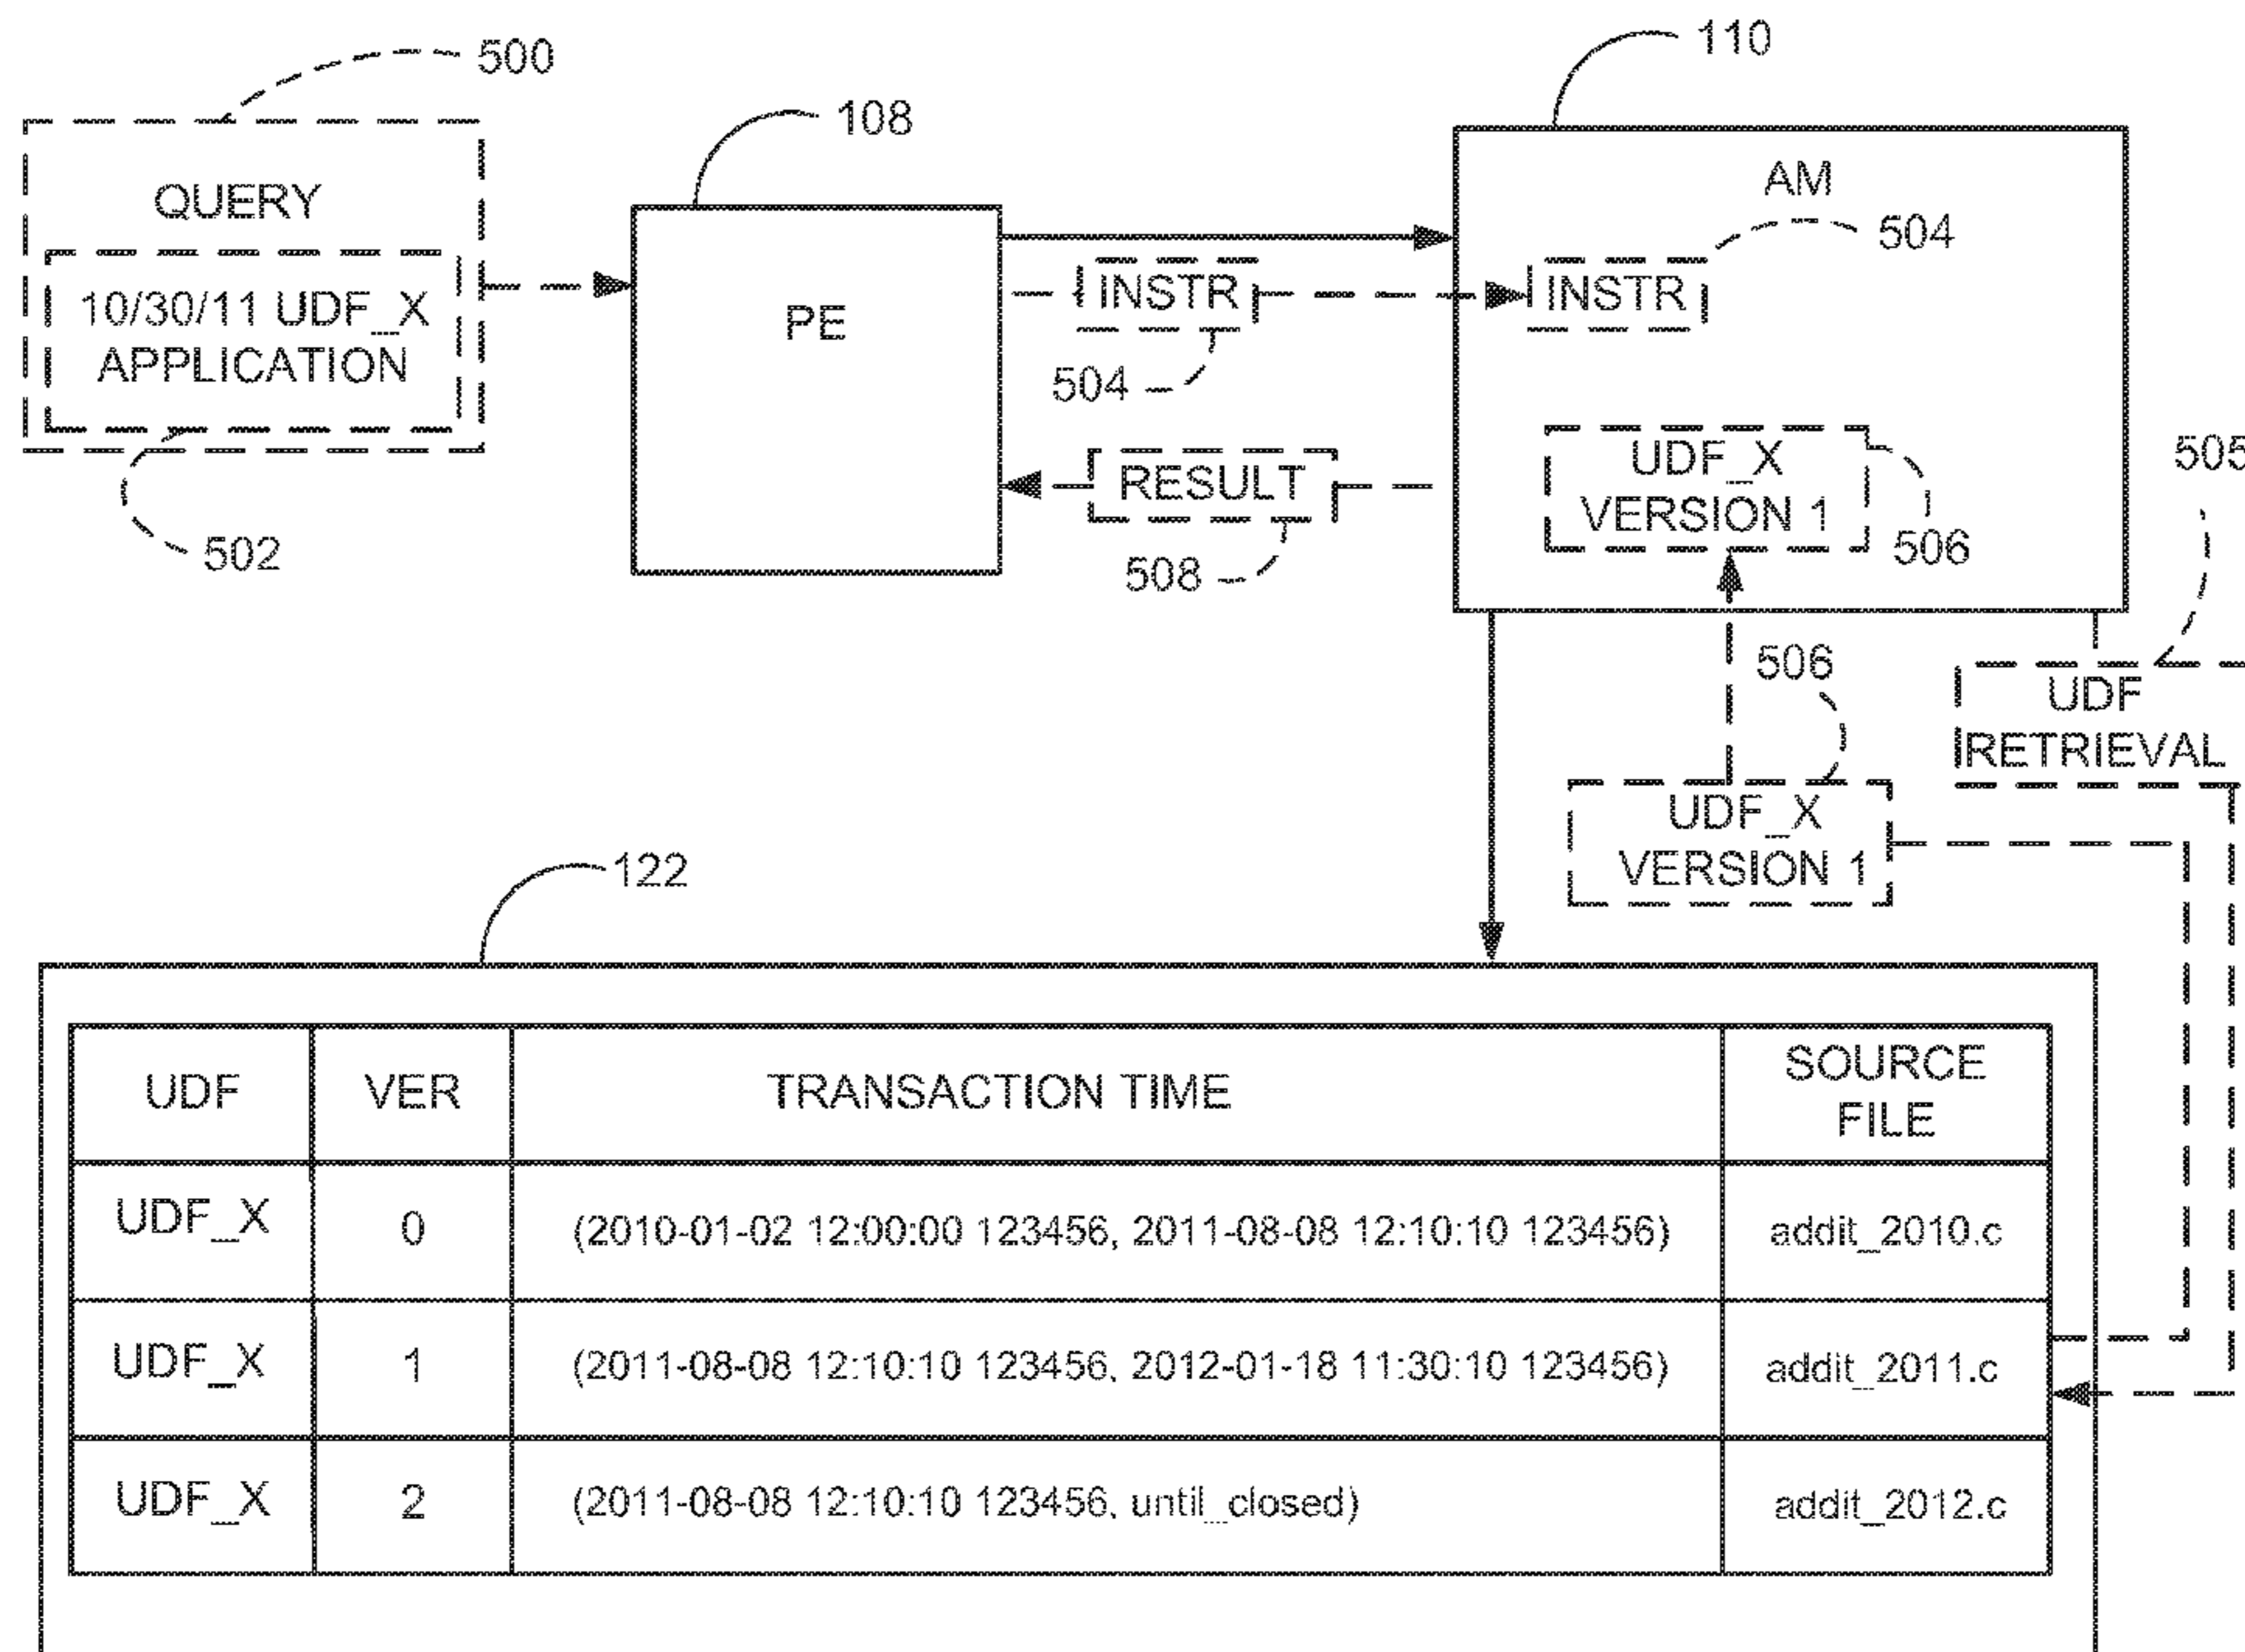 500
110
108
QUERY
10/30/11 UDF_X
APPLICATION
502
PE
INSTR
504
RESULT
508
AM
504
INSTR
UDF_X
VERSION 1
506
505
UDF
RETRIEVAL
506
UDF_X
VERSION 1
122
UDF VER TRANSACTION TIME SOURCE
FILE
UDF_X 0 (2010-01-02 12:00:00 123456, 2011-08-08 12:10:10 123456) addit_2010.c
UDF_X 1 (2011-08-08 12:10:10 123456, 2012-01-18 11:30:10 123456) addit_2011.c
UDF_X 2 (2011-08-08 12:10:10 123456, until_closed) addit_2012.c